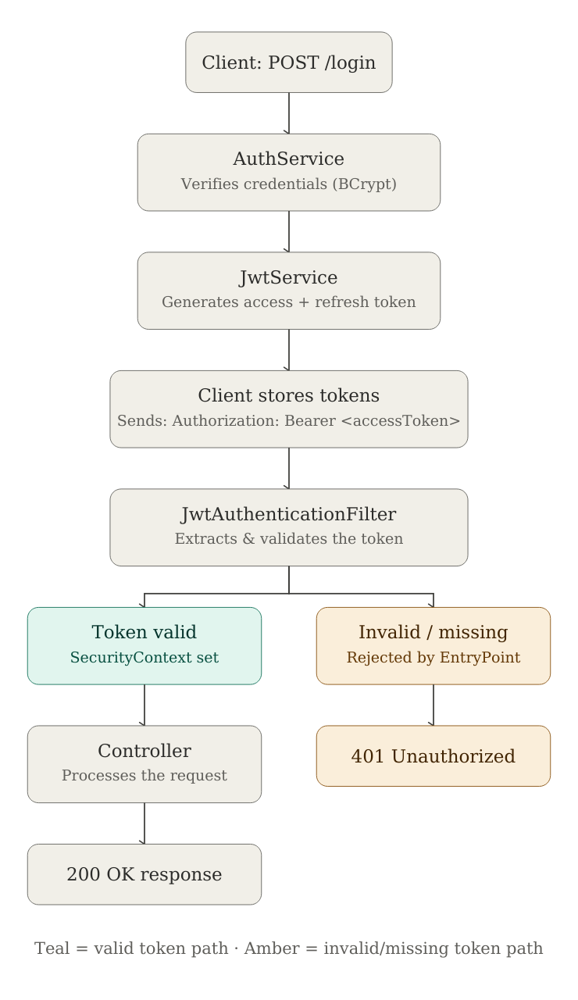 Client: POST /login
AuthService
Verifies credentials (BCrypt)
JwtService
Generates access + refresh token
Client stores tokens
Sends: Authorization: Bearer <accessToken>
JwtAuthenticationFilter
Extracts & validates the token
Token valid
SecurityContext set
Invalid / missing
Rejected by EntryPoint
Controller
Processes the request
401 Unauthorized
200 OK response
Teal = valid token path · Amber = invalid/missing token path